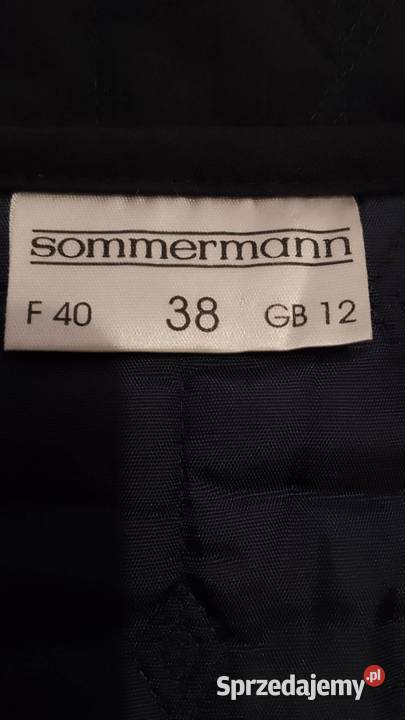 sommermann
F 40 38 GB 12
Sprzedajemy.pl